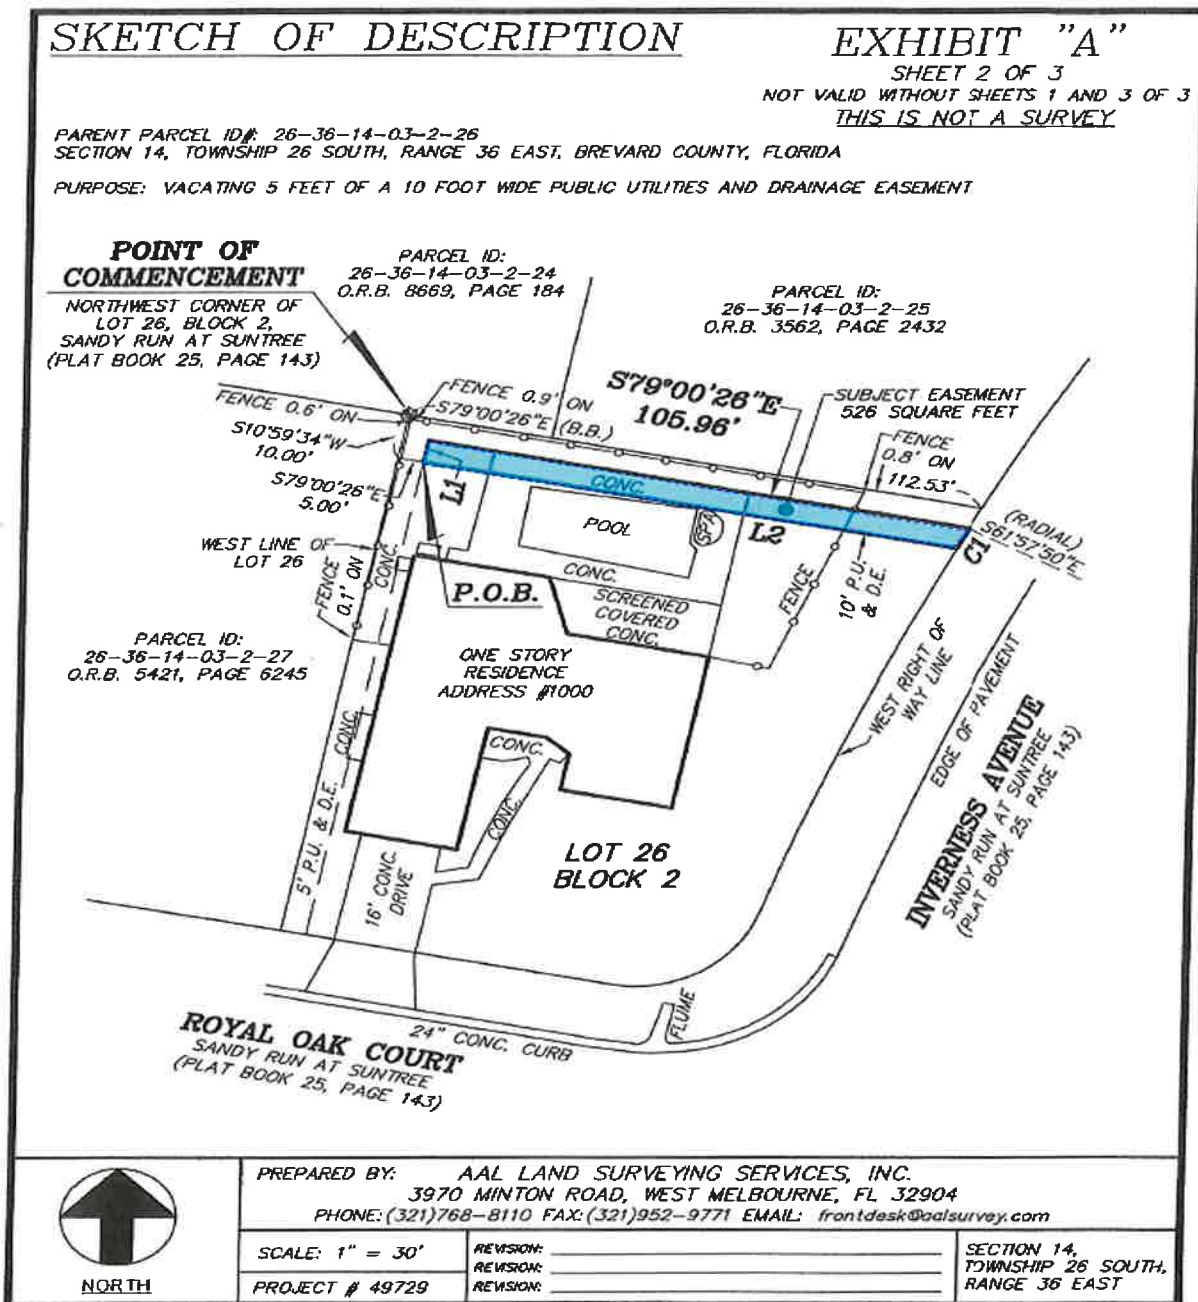 SKETCH OF DESCRIPTION
EXHIBIT "A"
SHEET 2 OF 3
NOT VALID WITHOUT SHEETS 1 AND 3 OF 3
THIS IS NOT A SURVEY
PARENT PARCEL ID#: 26-36-14-03-2-26
SECTION 14, TOWNSHIP 26 SOUTH, RANGE 36 EAST, BREVARD COUNTY, FLORIDA
PURPOSE: VACATING 5 FEET OF A 10 FOOT WIDE PUBLIC UTILITIES AND DRAINAGE EASEMENT
POINT OF
COMMENCEMENT
NORTHWEST CORNER OF
LOT 26, BLOCK 2,
SANDY RUN AT SUNTREE
(PLAT BOOK 25, PAGE 143)
PARCEL ID:
26-36-14-03-2-24
O.R.B. 8669, PAGE 184
PARCEL ID:
26-36-14-03-2-25
O.R.B. 3562, PAGE 2432
FENCE 0.6' ON
FENCE 0.9' ON
S79°00'26"E (B.B.)
S79°00'26"E
105.96'
SUBJECT EASEMENT
526 SQUARE FEET
FENCE
0.8' ON
112.53'
S10°59'34"W
10.00'
S79°00'26"E
5.00'
(RADIAL)
S61°57'50"E
L1
CONC.
L2
C1
POOL
SPA
WEST LINE OF
LOT 26
FENCE
0.1' ON
CONC.
P.O.B.
CONC.
SCREENED
COVERED
CONC.
FENCE
10' P.U.
& D.E.
PARCEL ID:
26-36-14-03-2-27
O.R.B. 5421, PAGE 6245
ONE STORY
RESIDENCE
ADDRESS #1000
WEST RIGHT OF
WAY LINE
EDGE OF PAVEMENT
INVERNESS AVENUE
SANDY RUN AT SUNTREE
(PLAT BOOK 25, PAGE 143)
CONC.
CONC.
CONC.
5' P.U. & D.E.
16' CONC.
DRIVE
LOT 26
BLOCK 2
FLUME
24" CONC. CURB
ROYAL OAK COURT
SANDY RUN AT SUNTREE
(PLAT BOOK 25, PAGE 143)
NORTH
PREPARED BY: AAL LAND SURVEYING SERVICES, INC.
3970 MINTON ROAD, WEST MELBOURNE, FL 32904
PHONE:(321)768-8110 FAX:(321)952-9771 EMAIL: frontdesk@aalsurvey.com
SCALE: 1" = 30'
PROJECT # 49729
REVISION:
REVISION:
REVISION:
SECTION 14,
TOWNSHIP 26 SOUTH,
RANGE 36 EAST